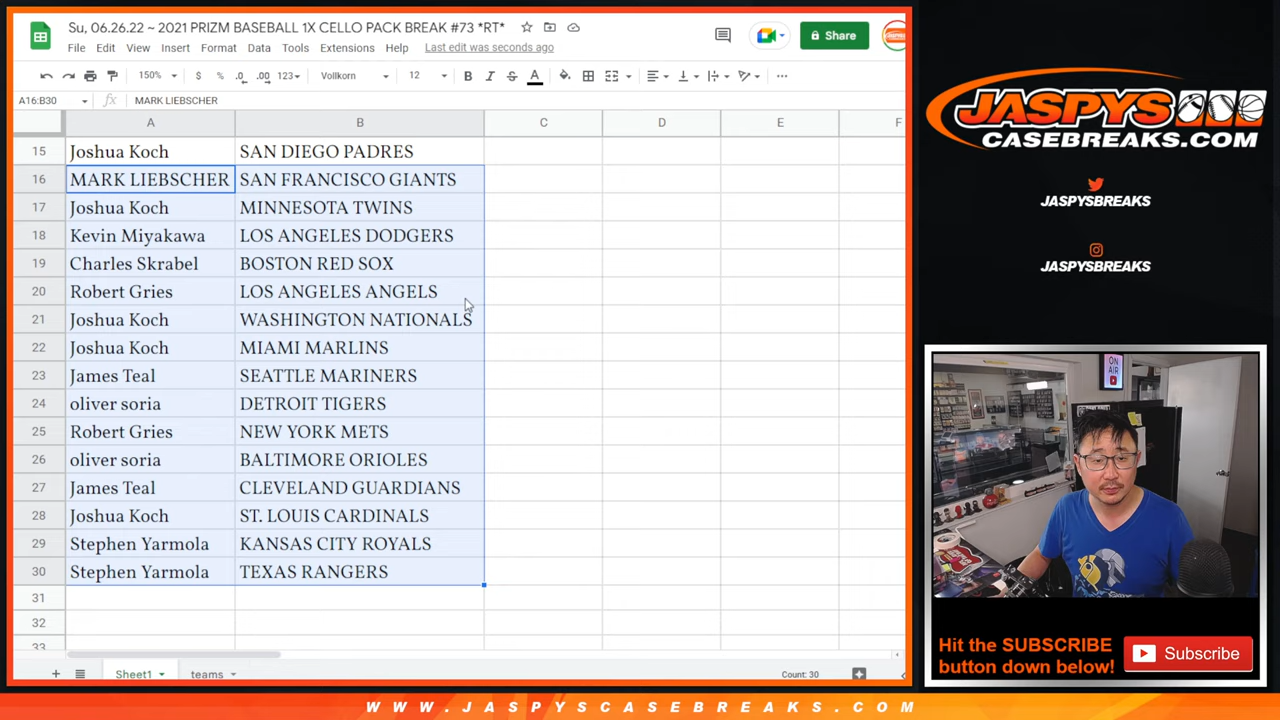 Su, 06.26.22 ~ 2021 PRIZM BASEBALL 1X CELLO PACK BREAK #73 *RT*
File Edit View Insert Format Data Tools Extensions Help Last edit was seconds ago
Share
150% $ % .0 .00 123 Vollkorn 12 B I S A
A16:B30 fx MARK LIEBSCHER
A B C D E F
15 Joshua Koch SAN DIEGO PADRES
16 MARK LIEBSCHER SAN FRANCISCO GIANTS
17 Joshua Koch MINNESOTA TWINS
18 Kevin Miyakawa LOS ANGELES DODGERS
19 Charles Skrabel BOSTON RED SOX
20 Robert Gries LOS ANGELES ANGELS
21 Joshua Koch WASHINGTON NATIONALS
22 Joshua Koch MIAMI MARLINS
23 James Teal SEATTLE MARINERS
24 oliver soria DETROIT TIGERS
25 Robert Gries NEW YORK METS
26 oliver soria BALTIMORE ORIOLES
27 James Teal CLEVELAND GUARDIANS
28 Joshua Koch ST. LOUIS CARDINALS
29 Stephen Yarmola KANSAS CITY ROYALS
30 Stephen Yarmola TEXAS RANGERS
31
32
33
Sheet1 teams Count: 30
JASPYS
CASEBREAKS.COM
JASPYSBREAKS
JASPYSBREAKS
ON
AIR
Hit the SUBSCRIBE
button down below!
Subscribe
WWW.JASPYSCASEBREAKS.COM